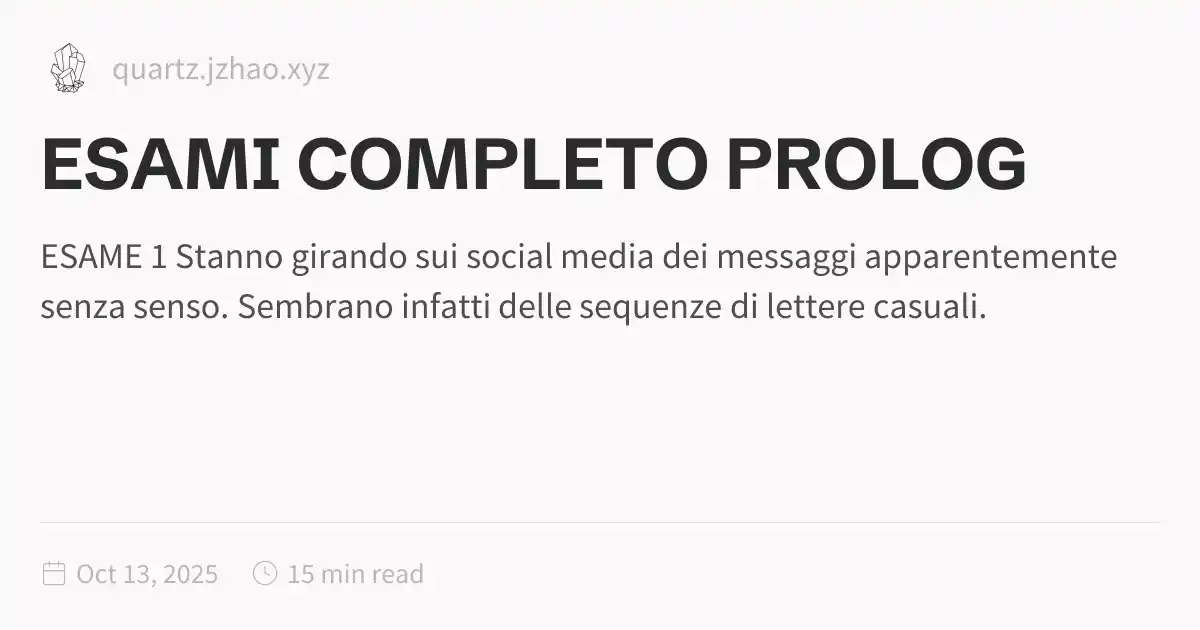 quartz.jzhao.xyz
ESAMI COMPLETO PROLOG
ESAME 1 Stanno girando sui social media dei messaggi apparentemente
senza senso. Sembrano infatti delle sequenze di lettere casuali.
Oct 13, 2025 15 min read